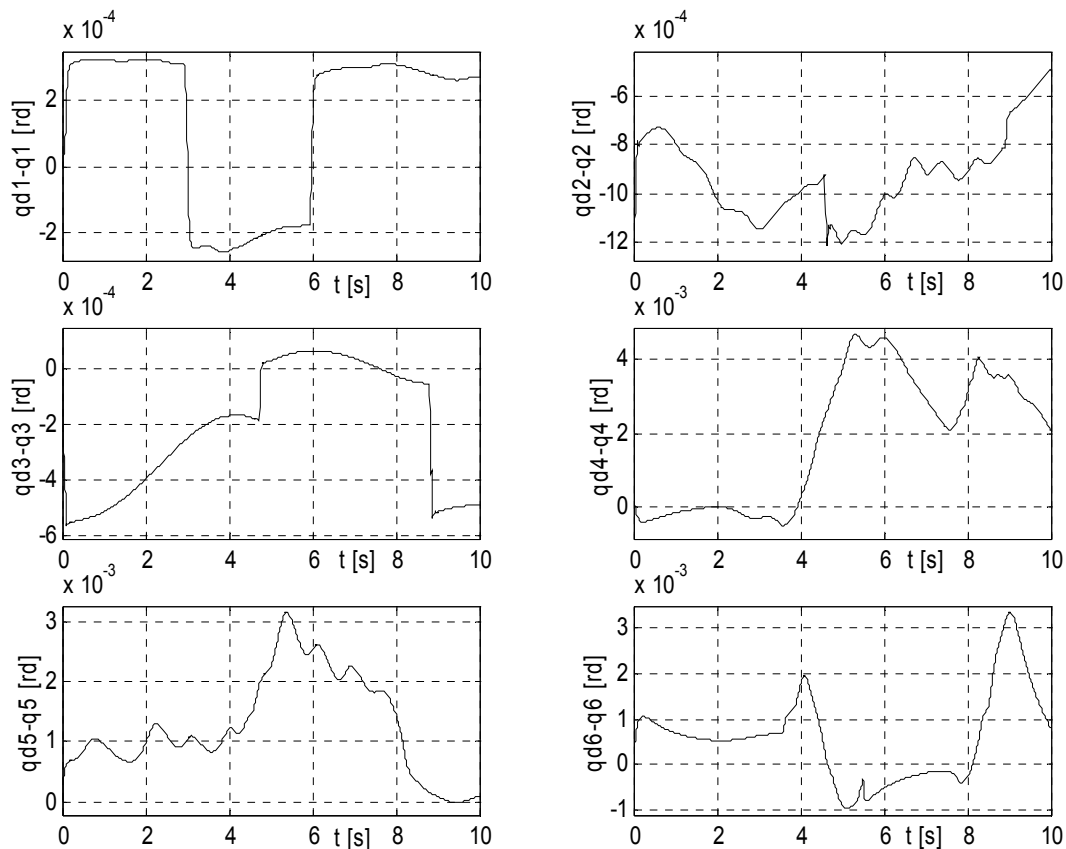 x 10-4
qd1-q1 [rd]
2
0
-2
0 2 4 6 8 10
t [s]
x 10-4
qd2-q2 [rd]
-6
-8
-10
-12
0 2 4 6 8 10
t [s]
x 10-4
qd3-q3 [rd]
0
-2
-4
-6
0 2 4 6 8 10
t [s]
x 10-3
qd4-q4 [rd]
4
2
0
0 2 4 6 8 10
t [s]
x 10-3
qd5-q5 [rd]
3
2
1
0
0 2 4 6 8 10
t [s]
x 10-3
qd6-q6 [rd]
3
2
1
0
-1
0 2 4 6 8 10
t [s]